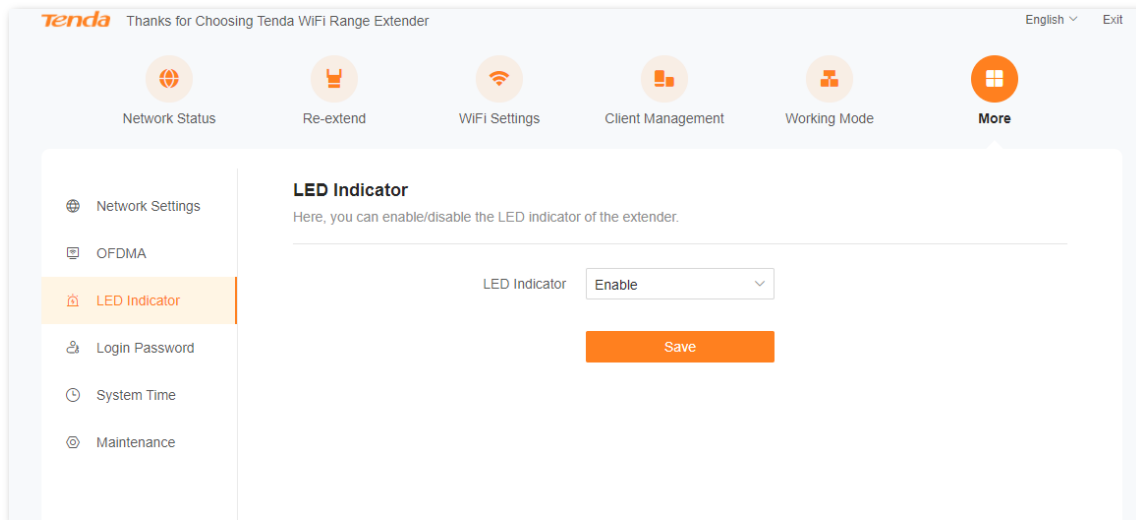 Tenda Thanks for Choosing Tenda WiFi Range Extender English Exit
Network Status Re-extend WiFi Settings Client Management Working Mode More
Network Settings
OFDMA
LED Indicator
Login Password
System Time
Maintenance
LED Indicator
Here, you can enable/disable the LED indicator of the extender.
LED Indicator Enable
Save